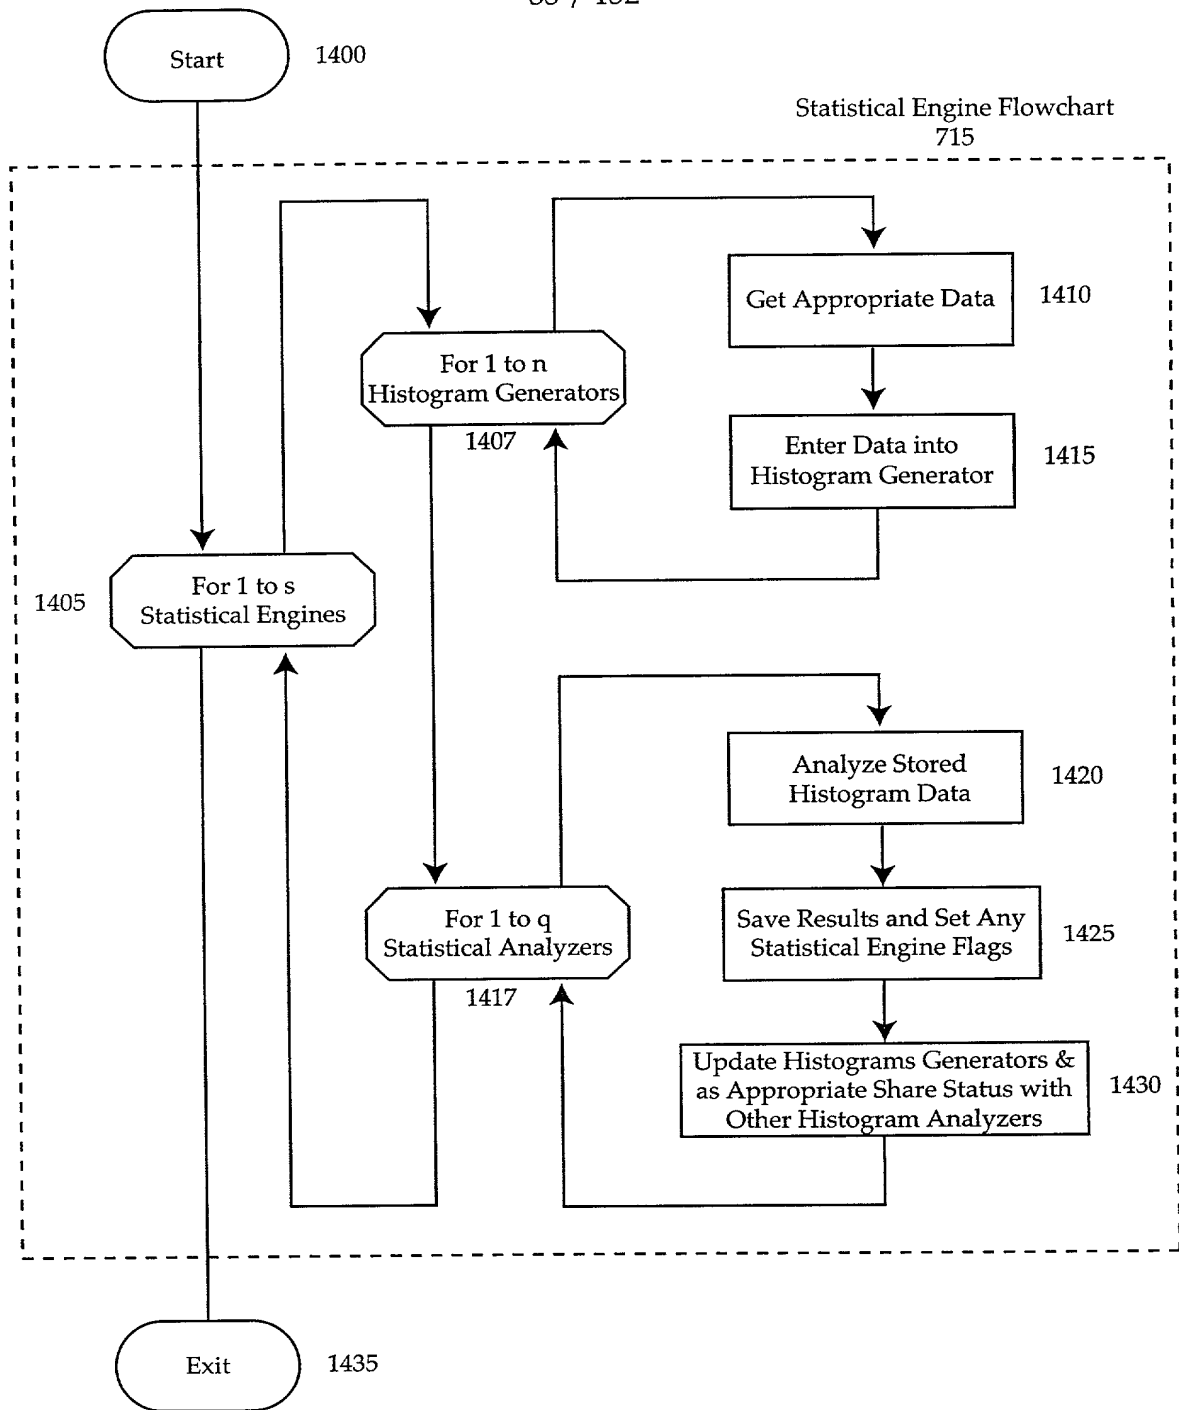 Start
1400
Statistical Engine Flowchart
715
For 1 to n
Histogram Generators
1407
Get Appropriate Data
1410
Enter Data into
Histogram Generator
1415
1405
For 1 to s
Statistical Engines
Analyze Stored
Histogram Data
1420
For 1 to q
Statistical Analyzers
1417
Save Results and Set Any
Statistical Engine Flags
1425
Update Histograms Generators &
as Appropriate Share Status with
Other Histogram Analyzers
1430
Exit
1435